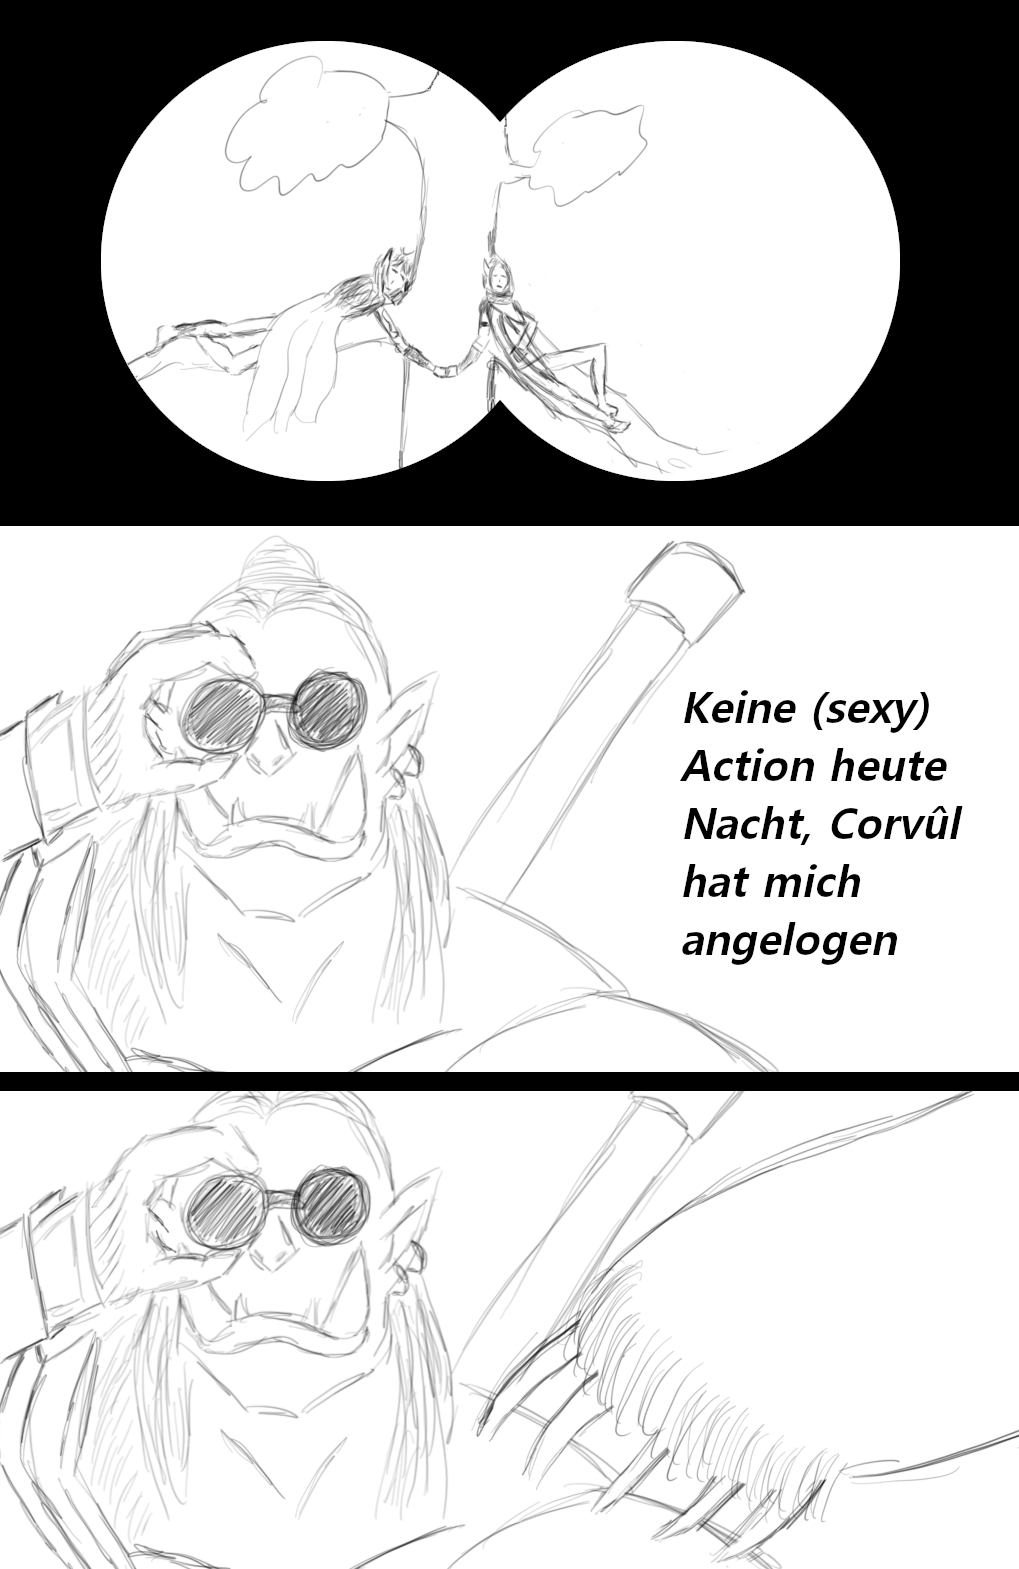 Keine (sexy)
Action heute
Nacht, Corvûl
hat mich
angelogen